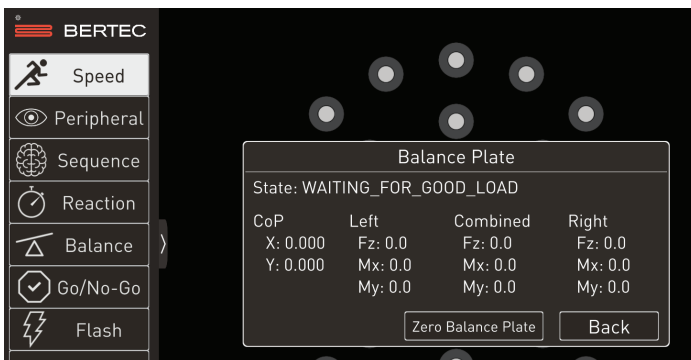 BERTEC
Speed
Peripheral
Sequence
Reaction
Balance
Go/No-Go
Flash
Balance Plate
State: WAITING_FOR_GOOD_LOAD
CoP Left Combined Right
X: 0.000 Fz: 0.0 Fz: 0.0 Fz: 0.0
Y: 0.000 Mx: 0.0 Mx: 0.0 Mx: 0.0
My: 0.0 My: 0.0 My: 0.0
Zero Balance Plate Back